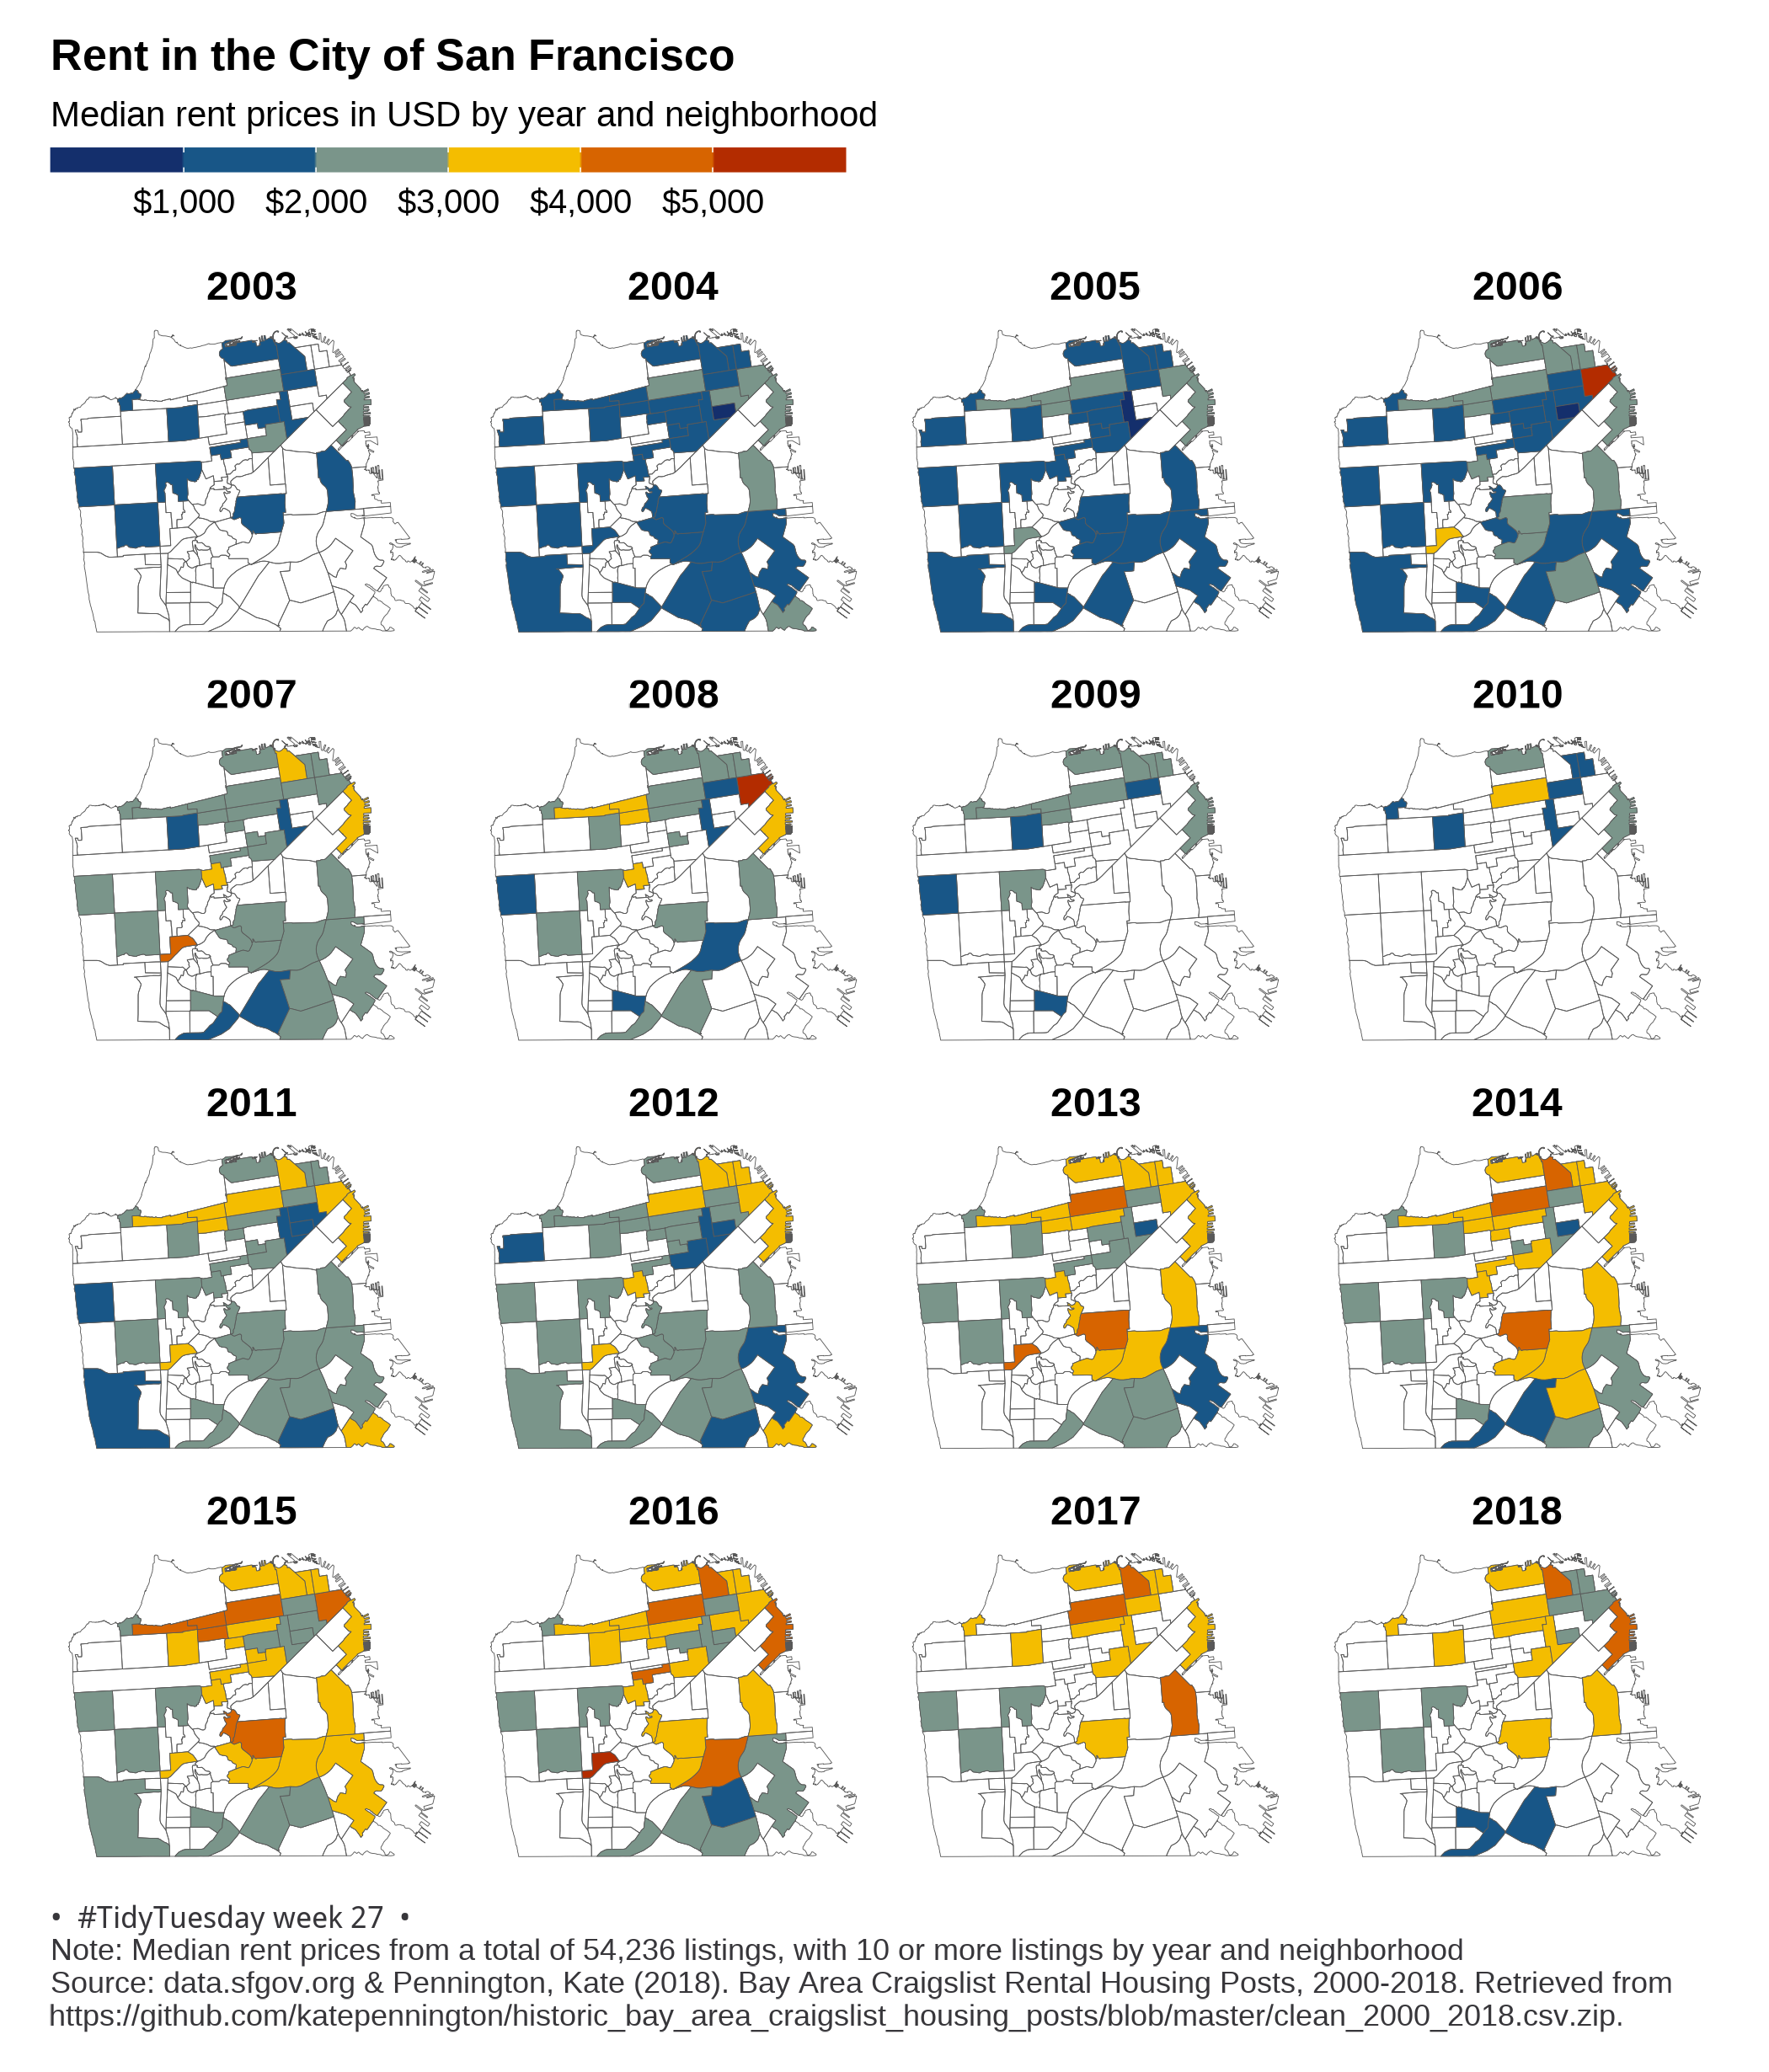 Rent in the City of San Francisco
Median rent prices in USD by year and neighborhood
$1,000 $2,000 $3,000 $4,000 $5,000
2003 2004 2005 2006
2007 2008 2009 2010
2011 2012 2013 2014
2015 2016 2017 2018
• #TidyTuesday week 27 •
Note: Median rent prices from a total of 54,236 listings, with 10 or more listings by year and neighborhood
Source: data.sfgov.org & Pennington, Kate (2018). Bay Area Craigslist Rental Housing Posts, 2000-2018. Retrieved from
https://github.com/katepennington/historic_bay_area_craigslist_housing_posts/blob/master/clean_2000_2018.csv.zip.